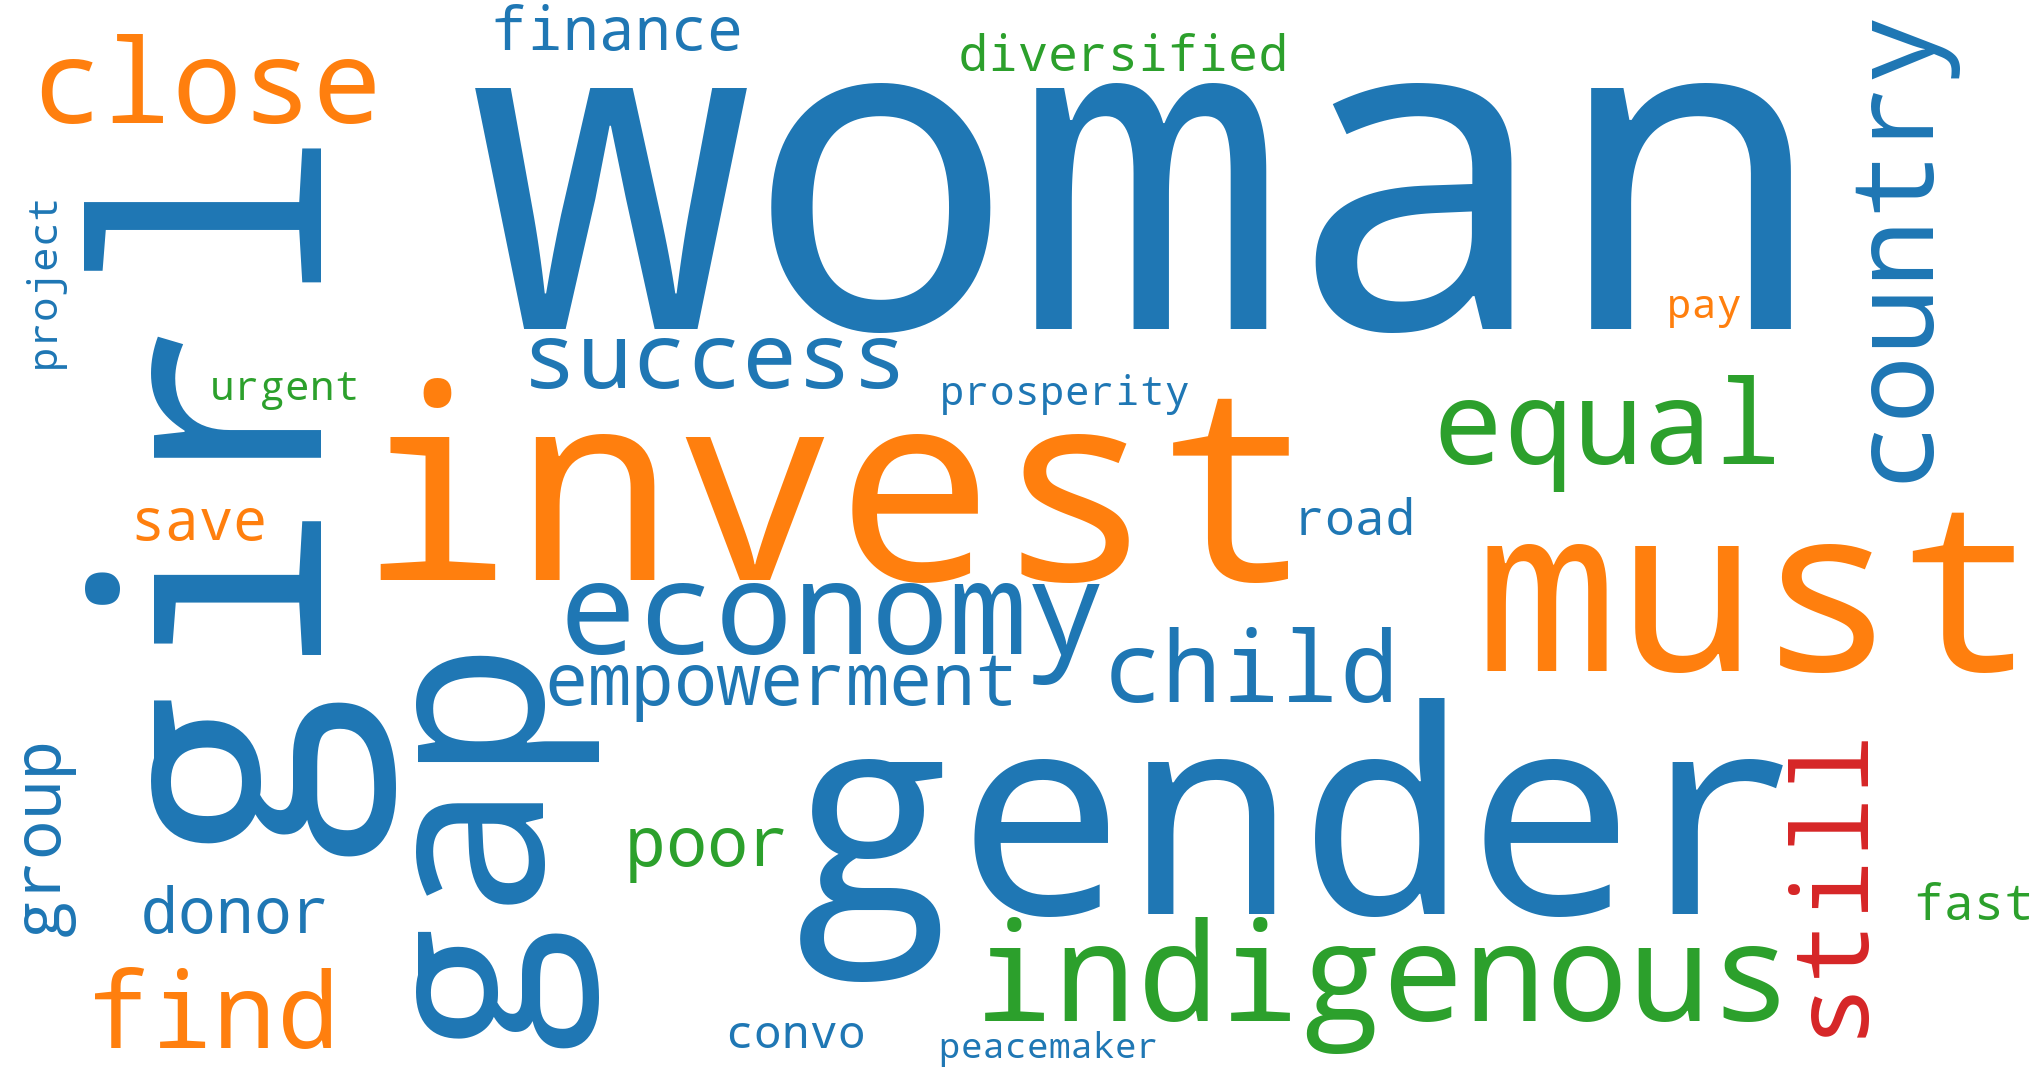 finance
diversified
close
woman
country
girl
project
pay
success
urgent
prosperity
invest
equal
save
road
must
economy
child
empowerment
gap
gender
still
group
poor
donor
fast
indigenous
find
convo
peacemaker